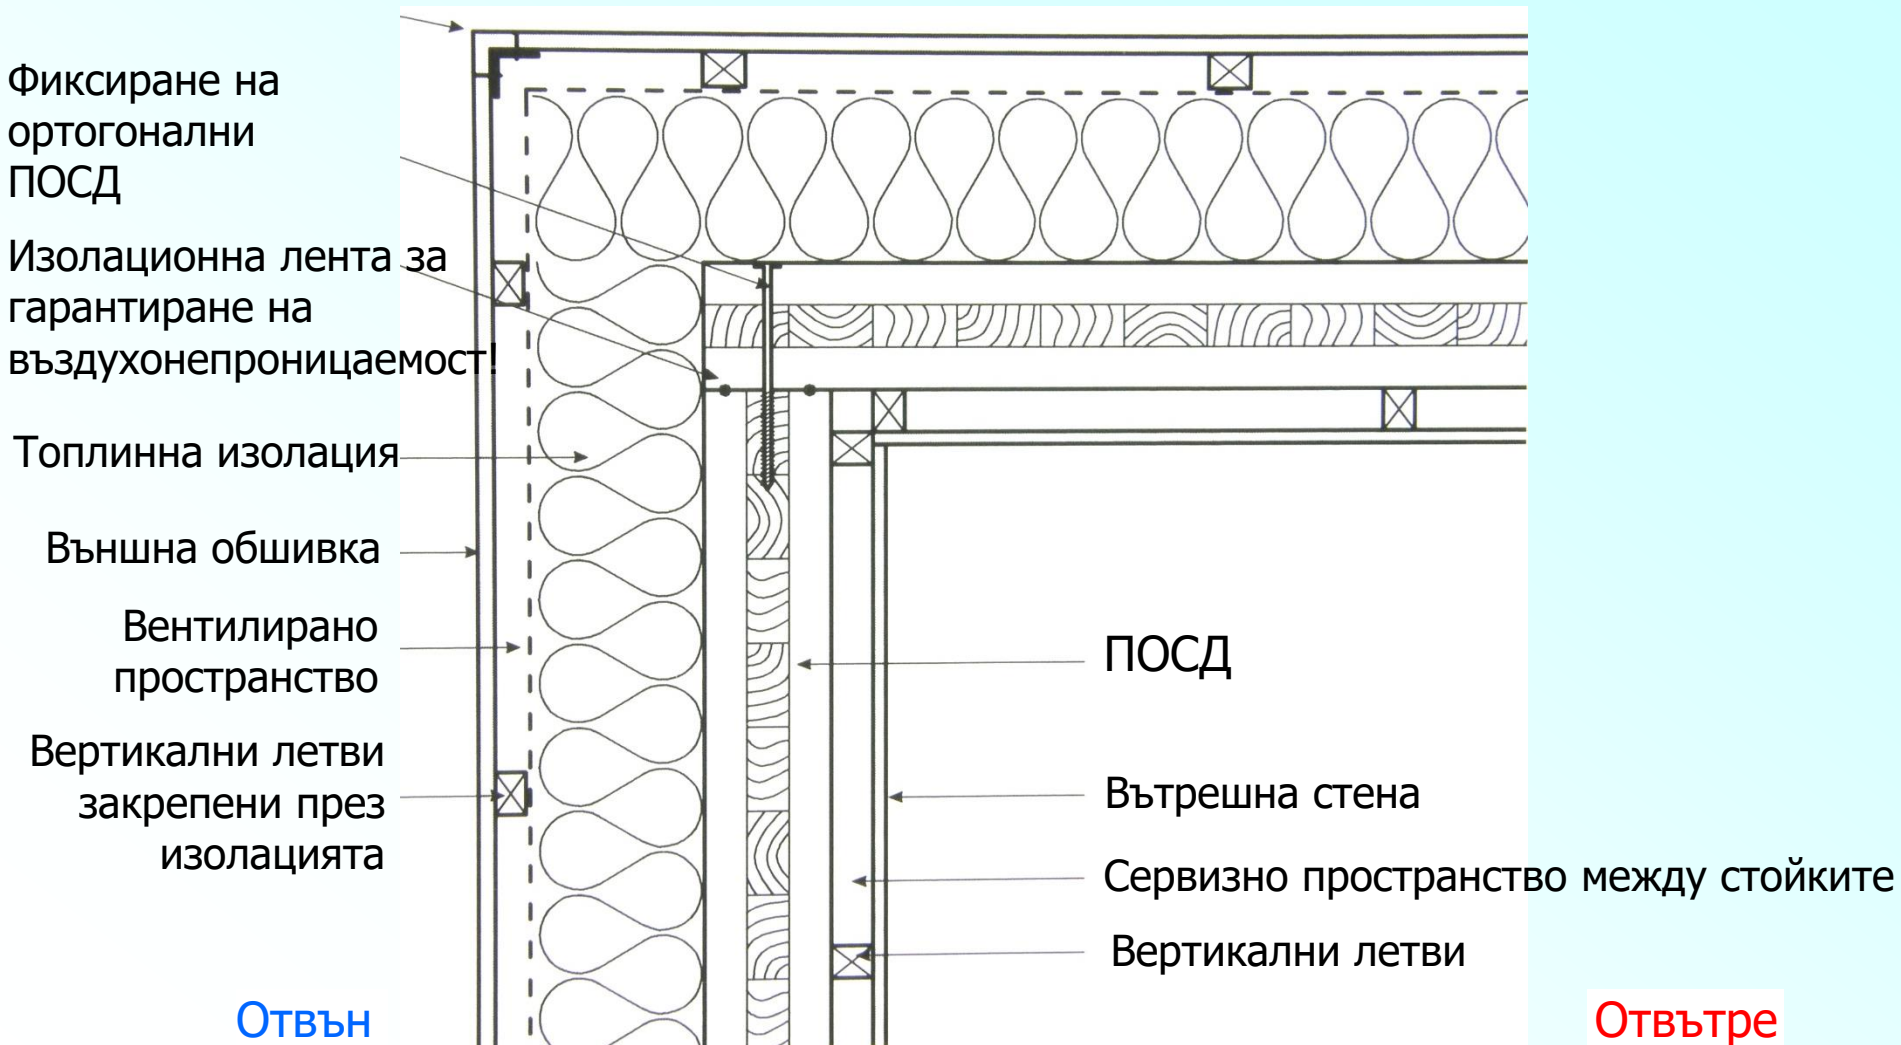 Фиксиране на
ортогонални
ПОСД
Изолационна лента за
гарантиране на
въздухонепроницаемост!
Топлинна изолация
Външна обшивка
Вентилирано
пространство
Вертикални летви
закрепени през
изолацията
Отвън
ПОСД
Вътрешна стена
Сервизно пространство между стойките
Вертикални летви
Отвътре